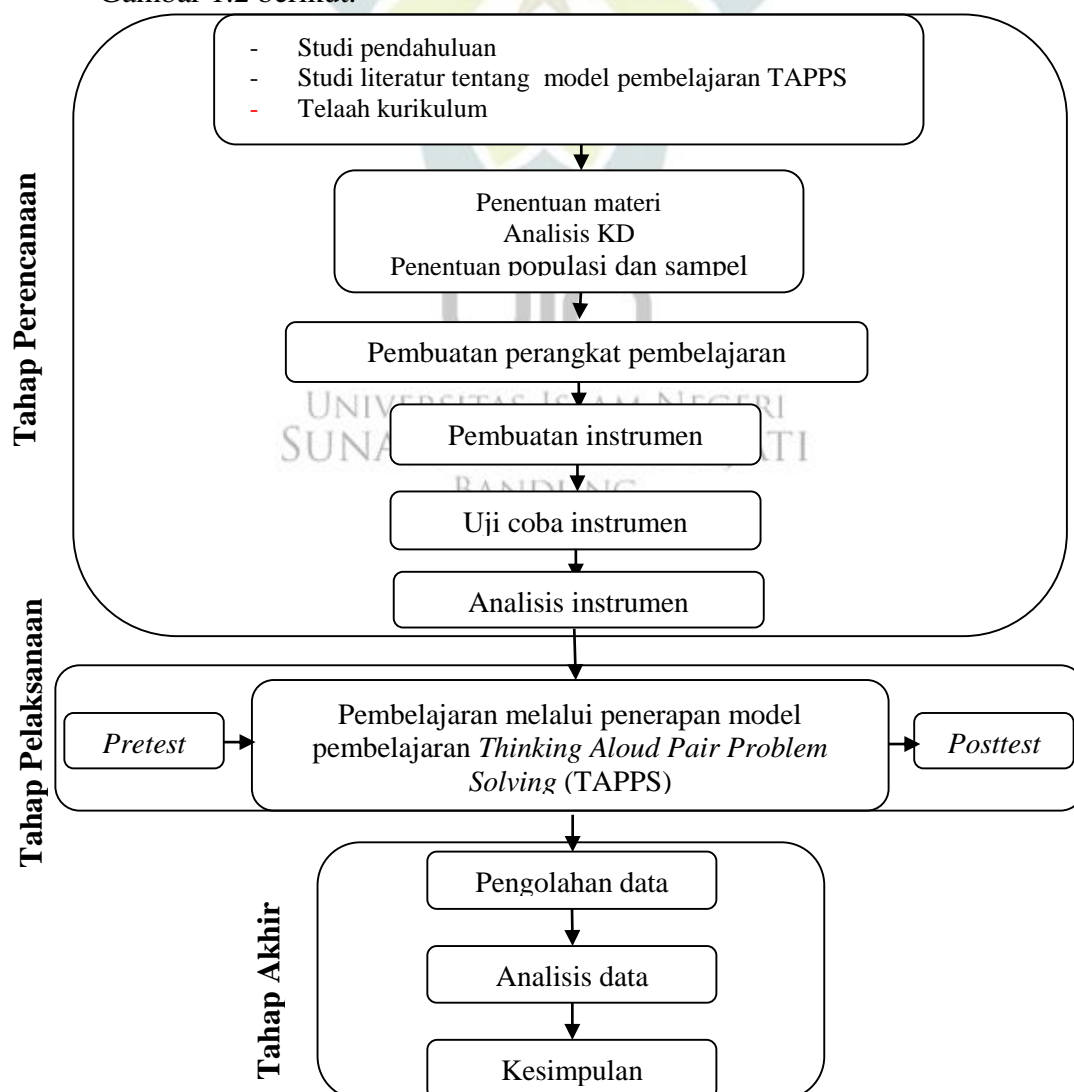 Gambar 1.2 berikut:
- Studi pendahuluan
- Studi literatur tentang model pembelajaran TAPPS
- Telaah kurikulum
Tahap Perencanaan
Penentuan materi
Analisis KD
Penentuan populasi dan sampel
Pembuatan perangkat pembelajaran
UNIVERSITAS ISLAM NEGERI
Pembuatan instrumen
BANDUNG
Uji coba instrumen
Analisis instrumen
Tahap Pelaksanaan
Pretest
Pembelajaran melalui penerapan model
pembelajaran Thinking Aloud Pair Problem
Solving (TAPPS)
Posttest
Tahap Akhir
Pengolahan data
Analisis data
Kesimpulan